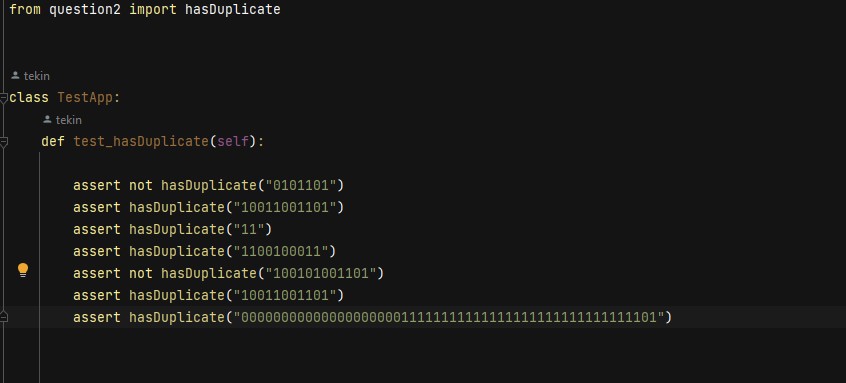 from question2 import hasDuplicate
tekin
class TestApp:
tekin
def test_hasDuplicate(self):
assert not hasDuplicate("0101101")
assert hasDuplicate("10011001101")
assert hasDuplicate("11")
assert hasDuplicate("1100100011")
assert not hasDuplicate("100101001101")
assert hasDuplicate("10011001101")
assert hasDuplicate("0000000000000000000011111111111111111111111111111101")